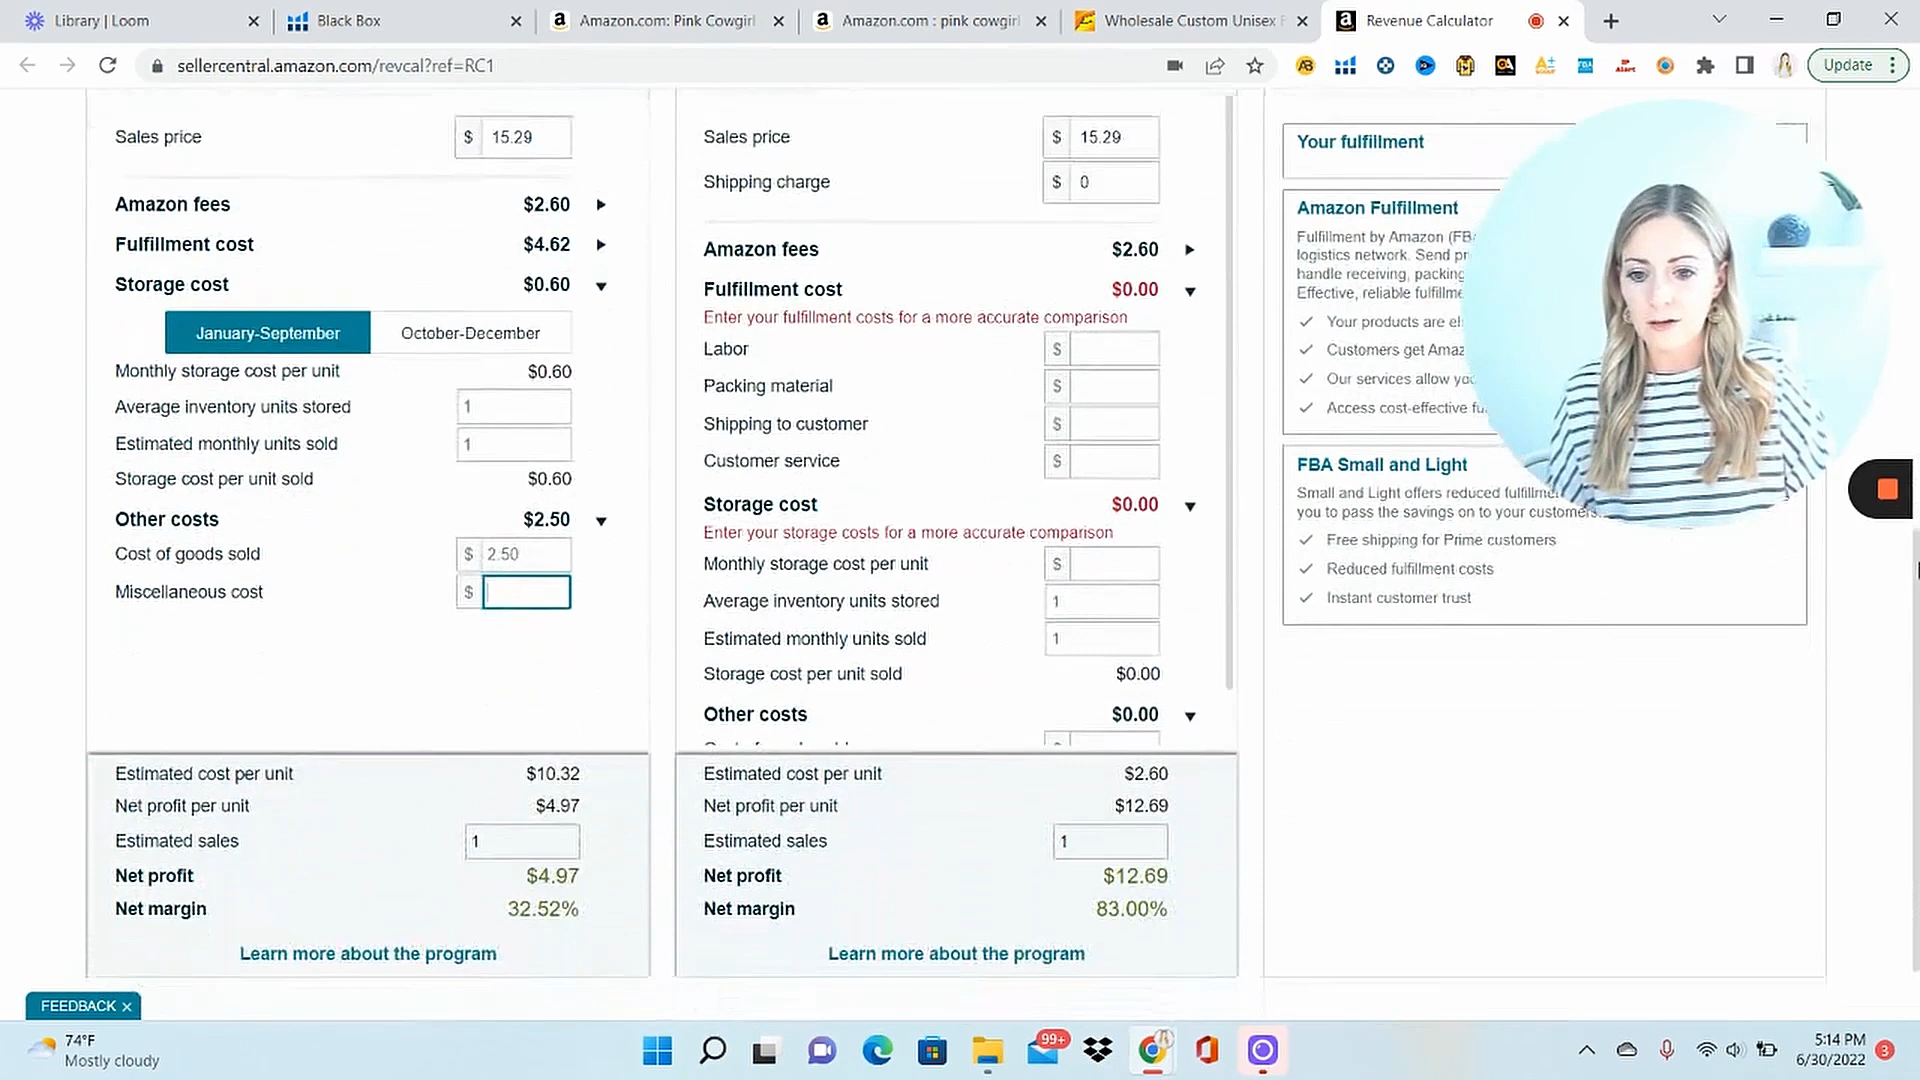 Library | Loom
Black Box
Amazon.com: Pink Cowgirl
Amazon.com : pink cowgirl
Wholesale Custom Unisex
Revenue Calculator
sellercentral.amazon.com/revcal?ref=RC1
Update
Sales price $ 15.29
Amazon fees $2.60
Fulfillment cost $4.62
Storage cost $0.60
January-September October-December
Monthly storage cost per unit $0.60
Average inventory units stored 1
Estimated monthly units sold 1
Storage cost per unit sold $0.60
Other costs $2.50
Cost of goods sold $ 2.50
Miscellaneous cost $
Estimated cost per unit $10.32
Net profit per unit $4.97
Estimated sales 1
Net profit $4.97
Net margin 32.52%
Learn more about the program
Sales price $ 15.29
Shipping charge $ 0
Amazon fees $2.60
Fulfillment cost $0.00
Enter your fulfillment costs for a more accurate comparison
Labor $
Packing material $
Shipping to customer $
Customer service $
Storage cost $0.00
Enter your storage costs for a more accurate comparison
Monthly storage cost per unit $
Average inventory units stored 1
Estimated monthly units sold 1
Storage cost per unit sold $0.00
Other costs $0.00
Estimated cost per unit $2.60
Net profit per unit $12.69
Estimated sales 1
Net profit $12.69
Net margin 83.00%
Learn more about the program
Your fulfillment
Amazon Fulfillment
Fulfillment by Amazon (FB
logistics network. Send
handle receiving, packing
Effective, reliable
Your products are
Customers get
Our services allow
Access cost-effective
FBA Small and Light
Small and Light offers reduced
you to pass the savings on to your customers.
Free shipping for Prime customers
Reduced fulfillment costs
Instant customer trust
FEEDBACK
74°F
Mostly cloudy
99+
5:14 PM
6/30/2022
3